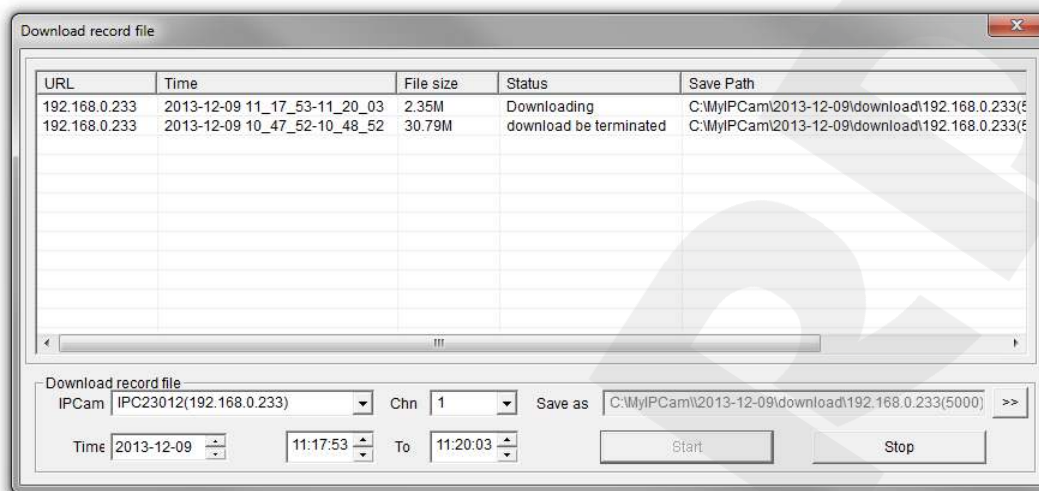 Download record file
URL Time File size Status Save Path
192.168.0.233 2013-12-09 11_17_53-11_20_03 2.35M Downloading C:\MyIPCam\2013-12-09\download\192.168.0.233(5
192.168.0.233 2013-12-09 10_47_52-10_48_52 30.79M download be terminated C:\MyIPCam\2013-12-09\download\192.168.0.233(5
Download record file
IPCam IPC23012(192.168.0.233) Chn 1 Save as C:\MyIPCam\\2013-12-09\download\192.168.0.233(5000) >>
Time 2013-12-09 11:17:53 To 11:20:03 Start Stop